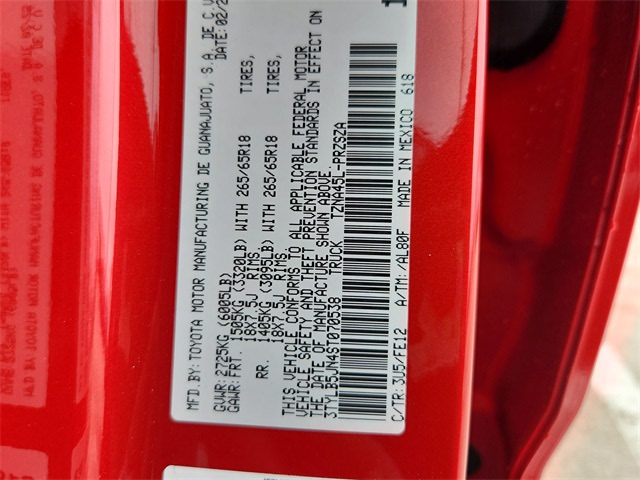 MFD.BY: TOYOTA MOTOR MANUFACTURING DE GUANAJUATO, S.A. DE C.V.
DATE: 02/2
GVWR: 2725KG (6005LB)
GAWR: FRT. 1505KG (3320LB) WITH 265/65R18 TIRES,
18X7.5J RIMS,
RR. 1405KG (3095LB) WITH 265/65R18 TIRES,
18X7.5J RIMS
THIS VEHICLE CONFORMS TO ALL APPLICABLE FEDERAL MOTOR
VEHICLE SAFETY AND THEFT PREVENTION STANDARDS IN EFFECT ON
THE DATE OF MANUFACTURE SHOWN ABOVE.
3TYLB5JN4ST070538 TRUCK TZNA45L-PRZSZA
C/TR: 3U5/FE12 A/TM: /AL80F MADE IN MEXICO 618